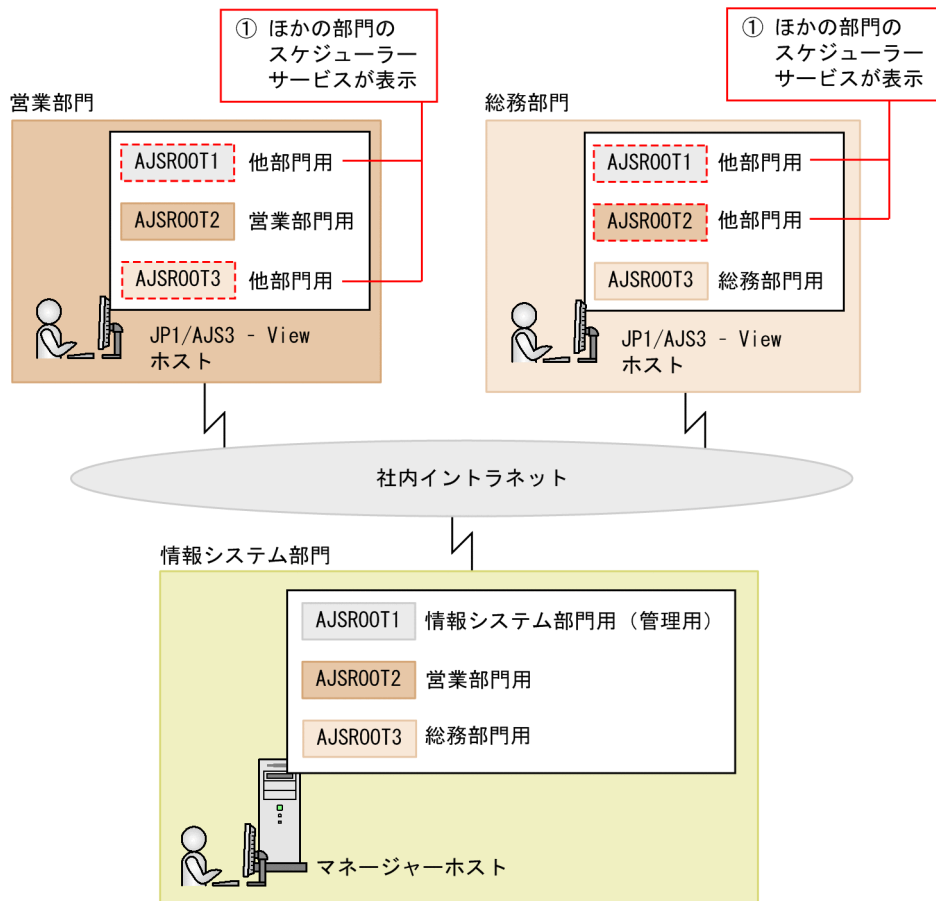 ① ほかの部門の
スケジューラー
サービスが表示
① ほかの部門の
スケジューラー
サービスが表示
営業部門
AJSROOT1 他部門用
AJSROOT2 営業部門用
AJSROOT3 他部門用
JP1/AJS3 - View
ホスト
総務部門
AJSROOT1 他部門用
AJSROOT2 他部門用
AJSROOT3 総務部門用
JP1/AJS3 - View
ホスト
社内イントラネット
情報システム部門
AJSROOT1 情報システム部門用（管理用）
AJSROOT2 営業部門用
AJSROOT3 総務部門用
マネージャーホスト